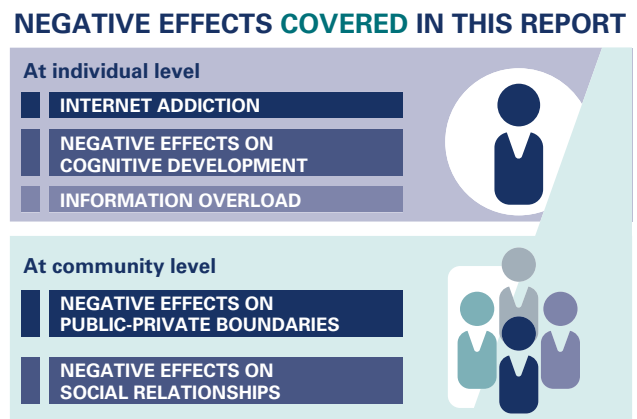 NEGATIVE EFFECTS COVERED IN THIS REPORT
At individual level
INTERNET ADDICTION
NEGATIVE EFFECTS ON
COGNITIVE DEVELOPMENT
INFORMATION OVERLOAD
At community level
NEGATIVE EFFECTS ON
PUBLIC-PRIVATE BOUNDARIES
NEGATIVE EFFECTS ON
SOCIAL RELATIONSHIPS